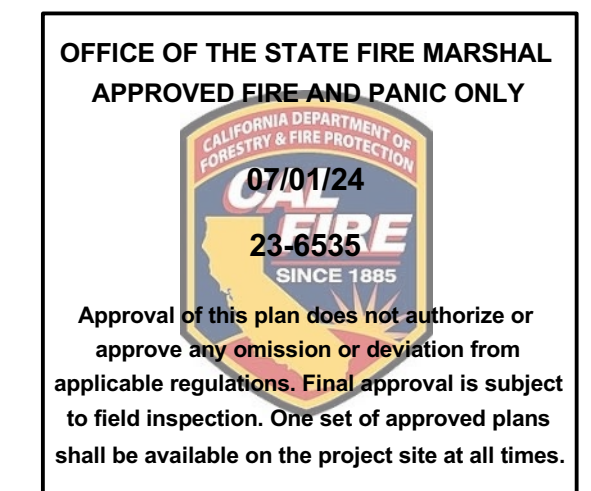 OFFICE OF THE STATE FIRE MARSHAL
APPROVED FIRE AND PANIC ONLY
CALIFORNIA DEPARTMENT OF
FORESTRY & FIRE PROTECTION
07/01/24
CAL
23-6535
FIRE
SINCE 1885
Approval of this plan does not authorize or
approve any omission or deviation from
applicable regulations. Final approval is subject
to field inspection. One set of approved plans
shall be available on the project site at all times.